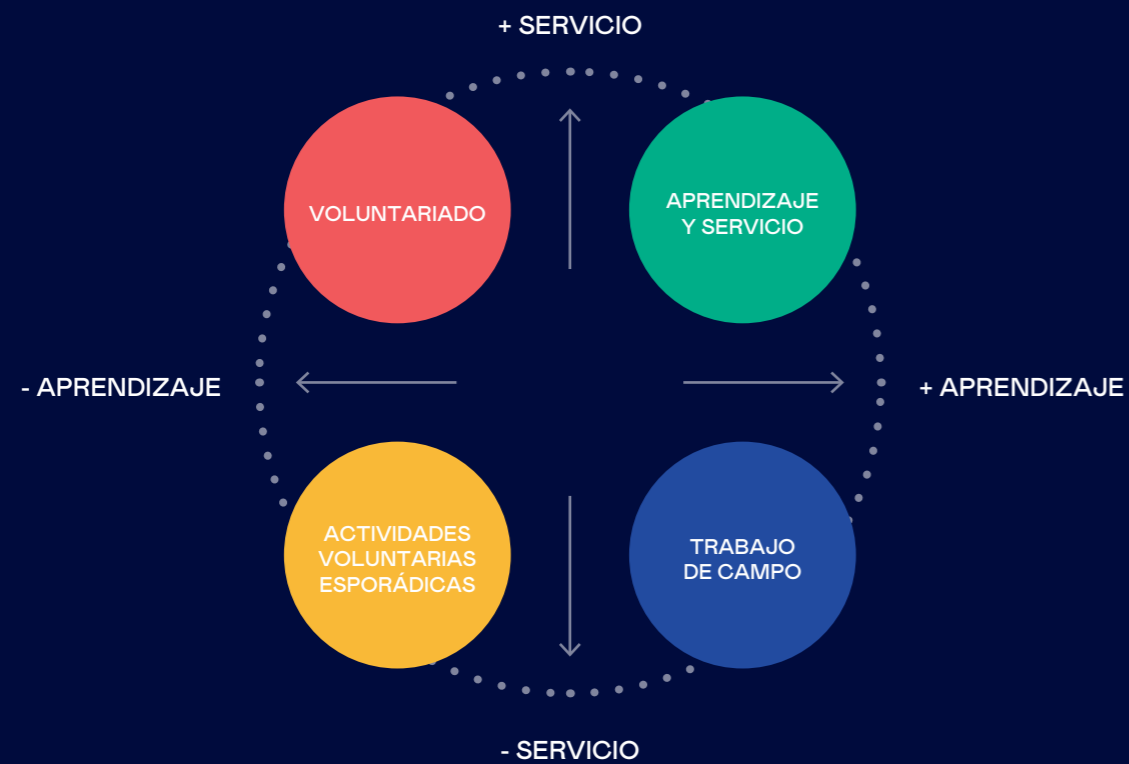 + SERVICIO
VOLUNTARIADO
APRENDIZAJE
Y SERVICIO
- APRENDIZAJE
+ APRENDIZAJE
ACTIVIDADES
VOLUNTARIAS
ESPORÁDICAS
TRABAJO
DE CAMPO
- SERVICIO